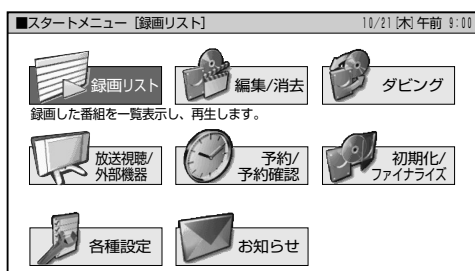 ■スタートメニュー［録画リスト］ 10/21[木]午前 9:00
録画リスト
編集/消去
ダビング
録画した番組を一覧表示し、再生します。
放送視聴/
外部機器
予約/
予約確認
初期化/
ファイナライズ
各種設定
お知らせ